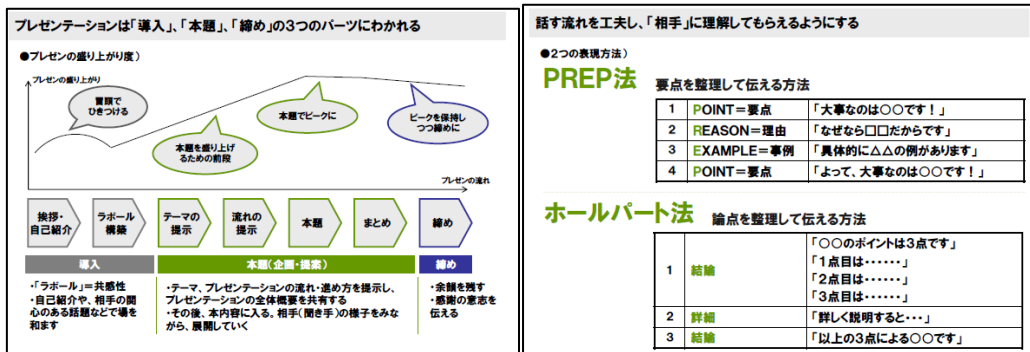 プレゼンテーションは「導入」、「本題」、「締め」の3つのパーツにわかれる
●プレゼンの盛り上がり度)
プレゼンの盛り上がり
冒頭で
ひきつける
本題を盛り上げ
るための前段
本題でピークに
ピークを保持し
つつ締めに
プレゼンの流れ
挨拶・
自己紹介
ラポール
構築
テーマの
提示
流れの
提示
本題
まとめ
締め
導入
本題(企画・提案)
締め
・「ラポール」=共感性
・自己紹介や、相手の関
心のある話題などで場を
和ます
・テーマ、プレゼンテーションの流れ・進め方を提示し、
プレゼンテーションの全体概要を共有する
・その後、本内容に入る。相手(聞き手)の様子をみな
がら、展開していく
・余韻を残す
・感謝の意志を
伝える
話す流れを工夫し、「相手」に理解してもらえるようにする
●2つの表現方法)
PREP法 要点を整理して伝える方法
1 POINT=要点 「大事なのは○○です!」
2 REASON=理由 「なぜなら□□だからです」
3 EXAMPLE=事例 「具体的に△△の例があります」
4 POINT=要点 「よって、大事なのは○○です!」
ホールパート法 論点を整理して伝える方法
1 結論 「○○のポイントは3点です」
「1点目は・・・・・・」
「2点目は・・・・・・」
「3点目は・・・・・・」
2 詳細 「詳しく説明すると・・・」
3 結論 「以上の3点による○○です」